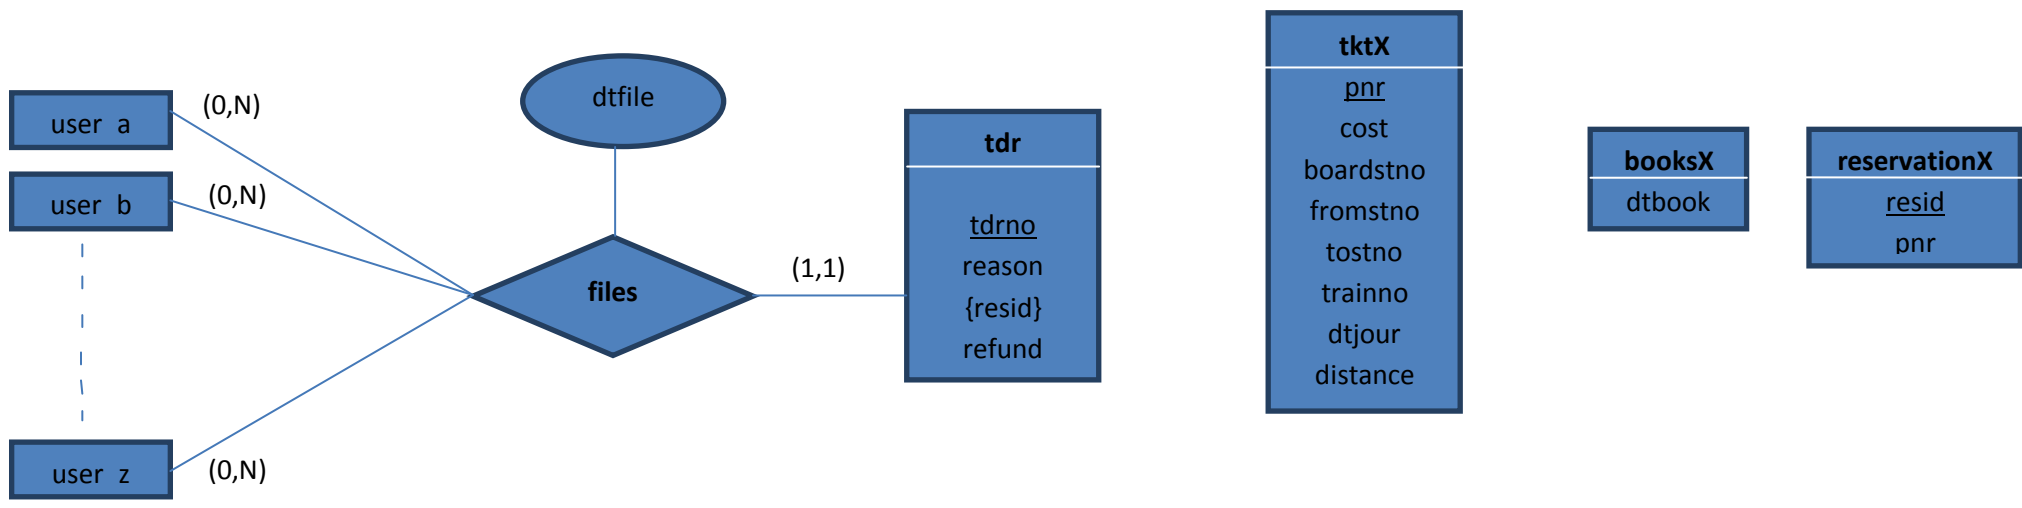 user a
(0,N)
user b
(0,N)
user z
(0,N)
dtfile
files
(1,1)
tdr
tdrno
reason
{resid}
refund
tktX
pnr
cost
boardstno
fromstno
tostno
trainno
dtjour
distance
booksX
dtbook
reservationX
resid
pnr